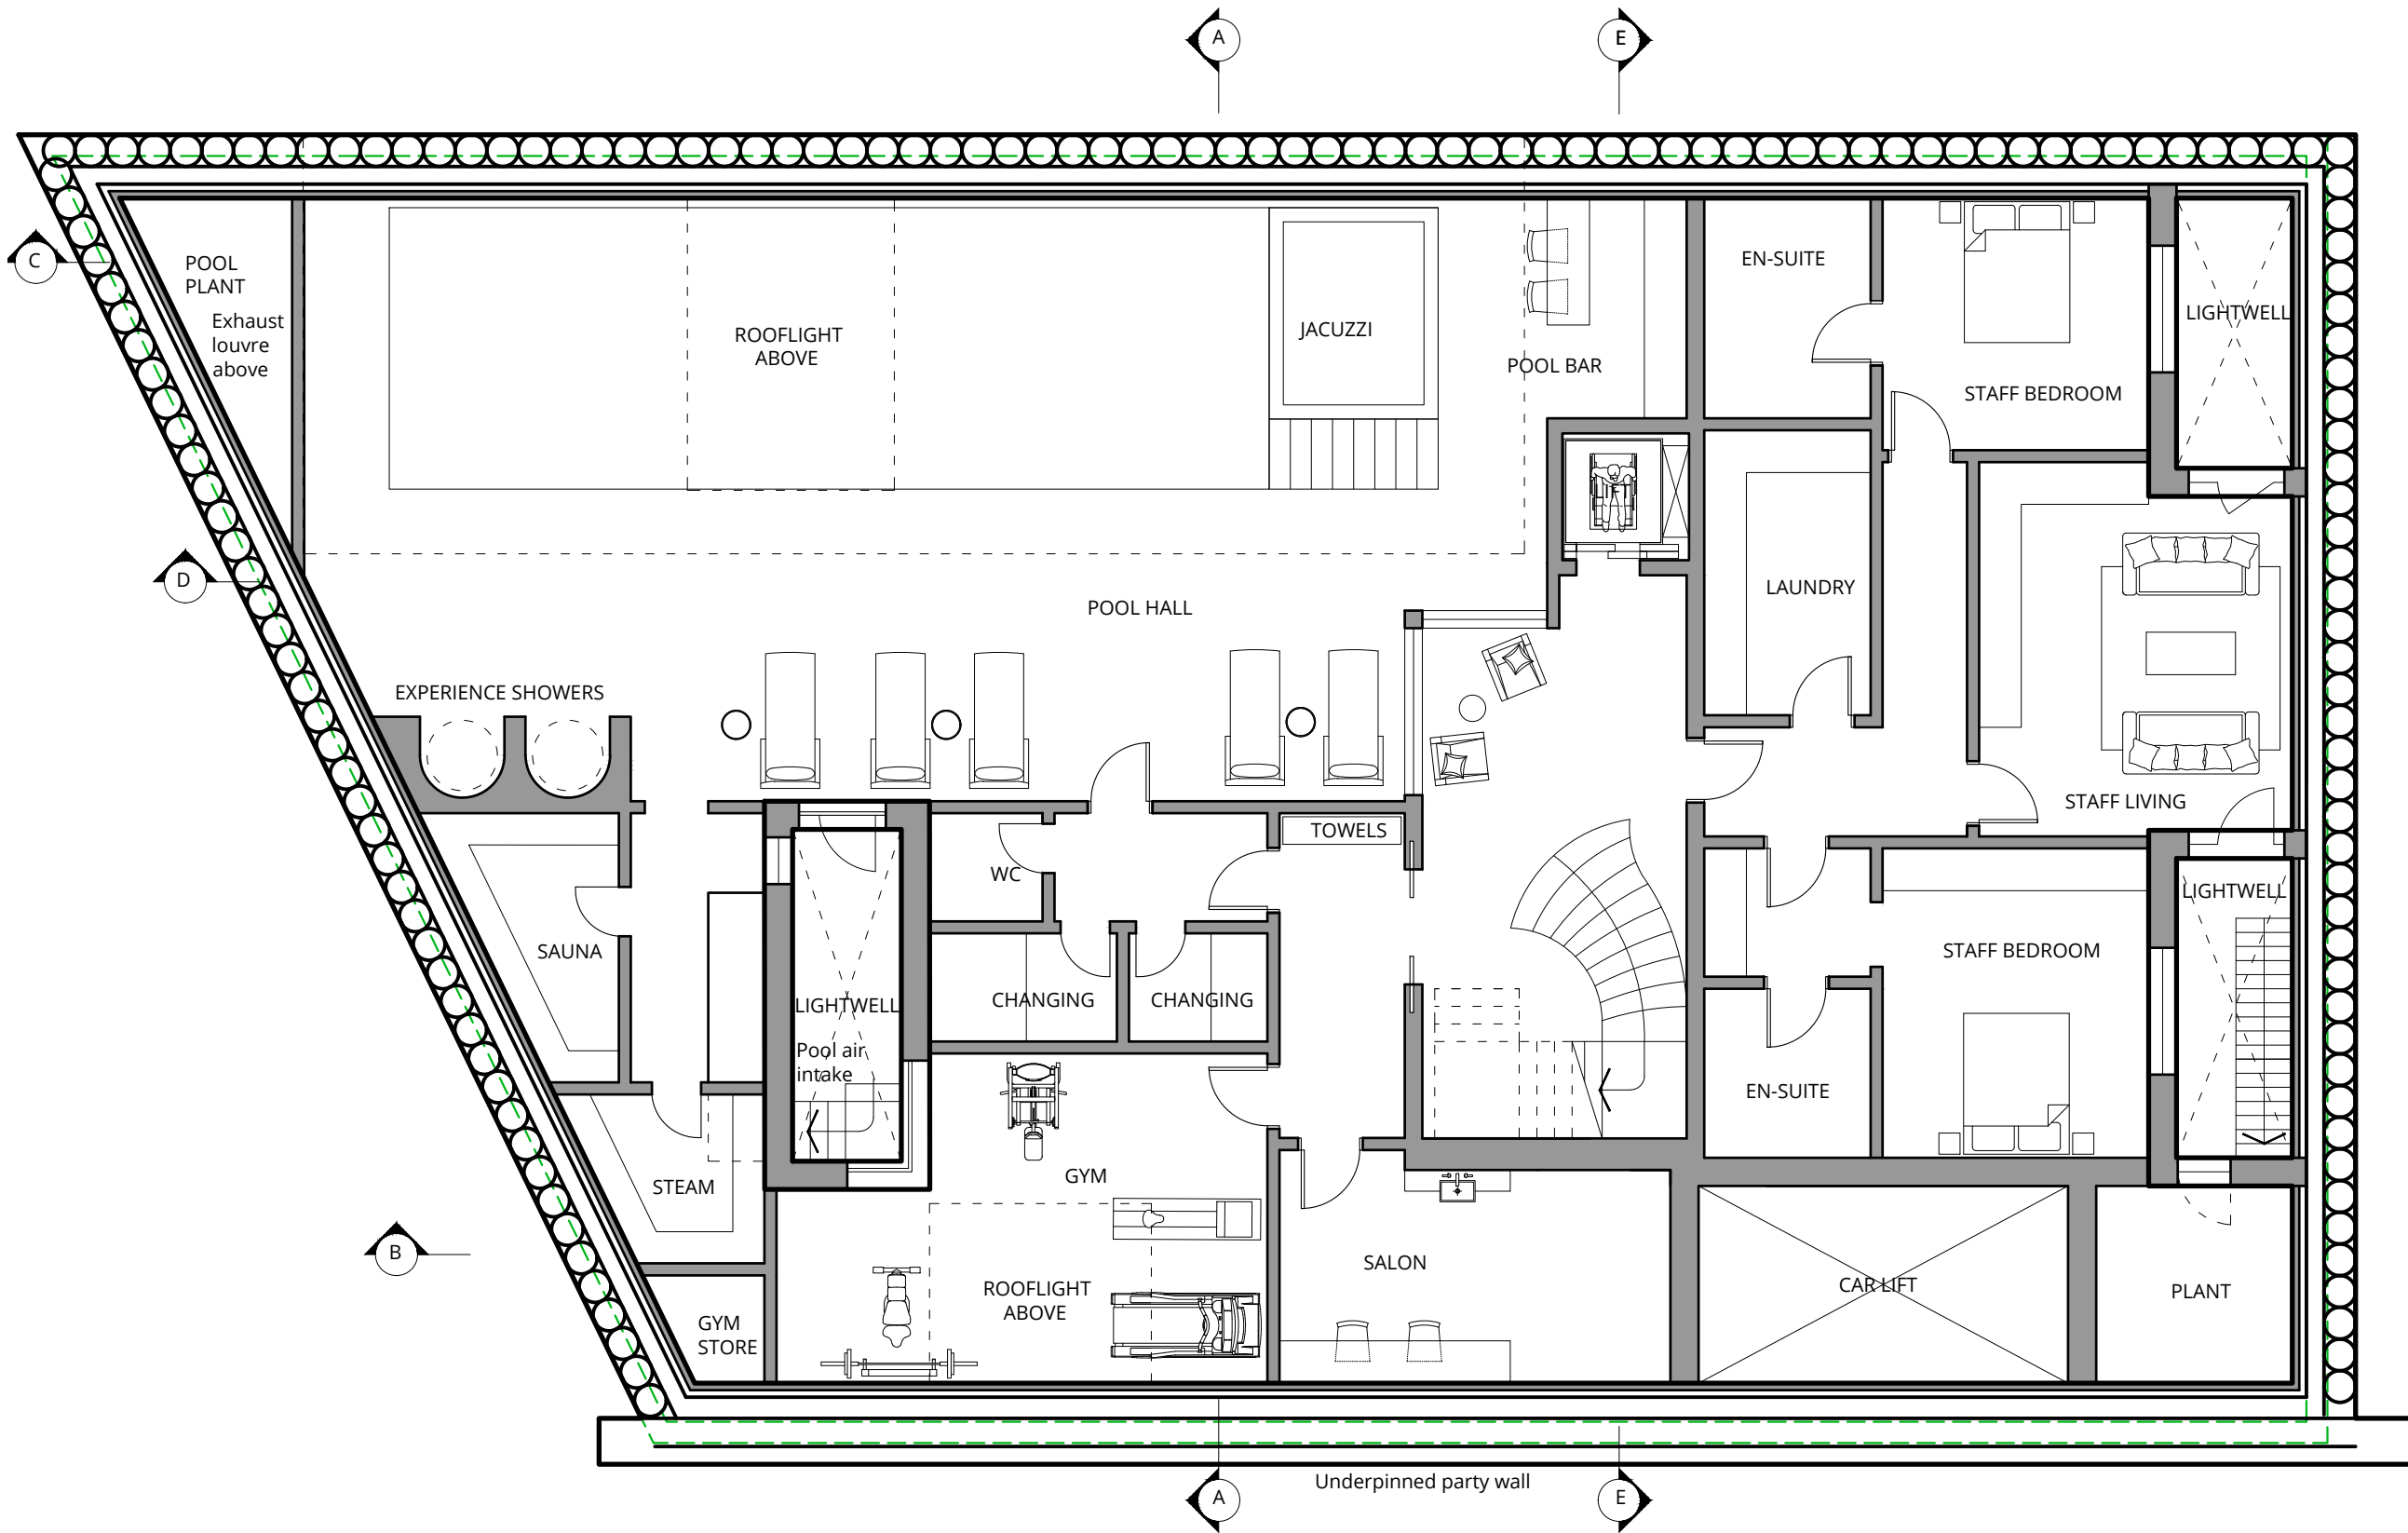 A
E
C
POOL
PLANT
Exhaust
louvre
above
ROOFLIGHT
ABOVE
JACUZZI
POOL BAR
EN-SUITE
STAFF BEDROOM
LIGHTWELL
D
POOL HALL
LAUNDRY
EXPERIENCE SHOWERS
STAFF LIVING
TOWELS
WC
LIGHTWELL
SAUNA
STAFF BEDROOM
LIGHTWELL
CHANGING
CHANGING
Pool air
intake
EN-SUITE
STEAM
GYM
B
SALON
ROOFLIGHT
ABOVE
CAR LIFT
PLANT
GYM
STORE
Underpinned party wall
A
E